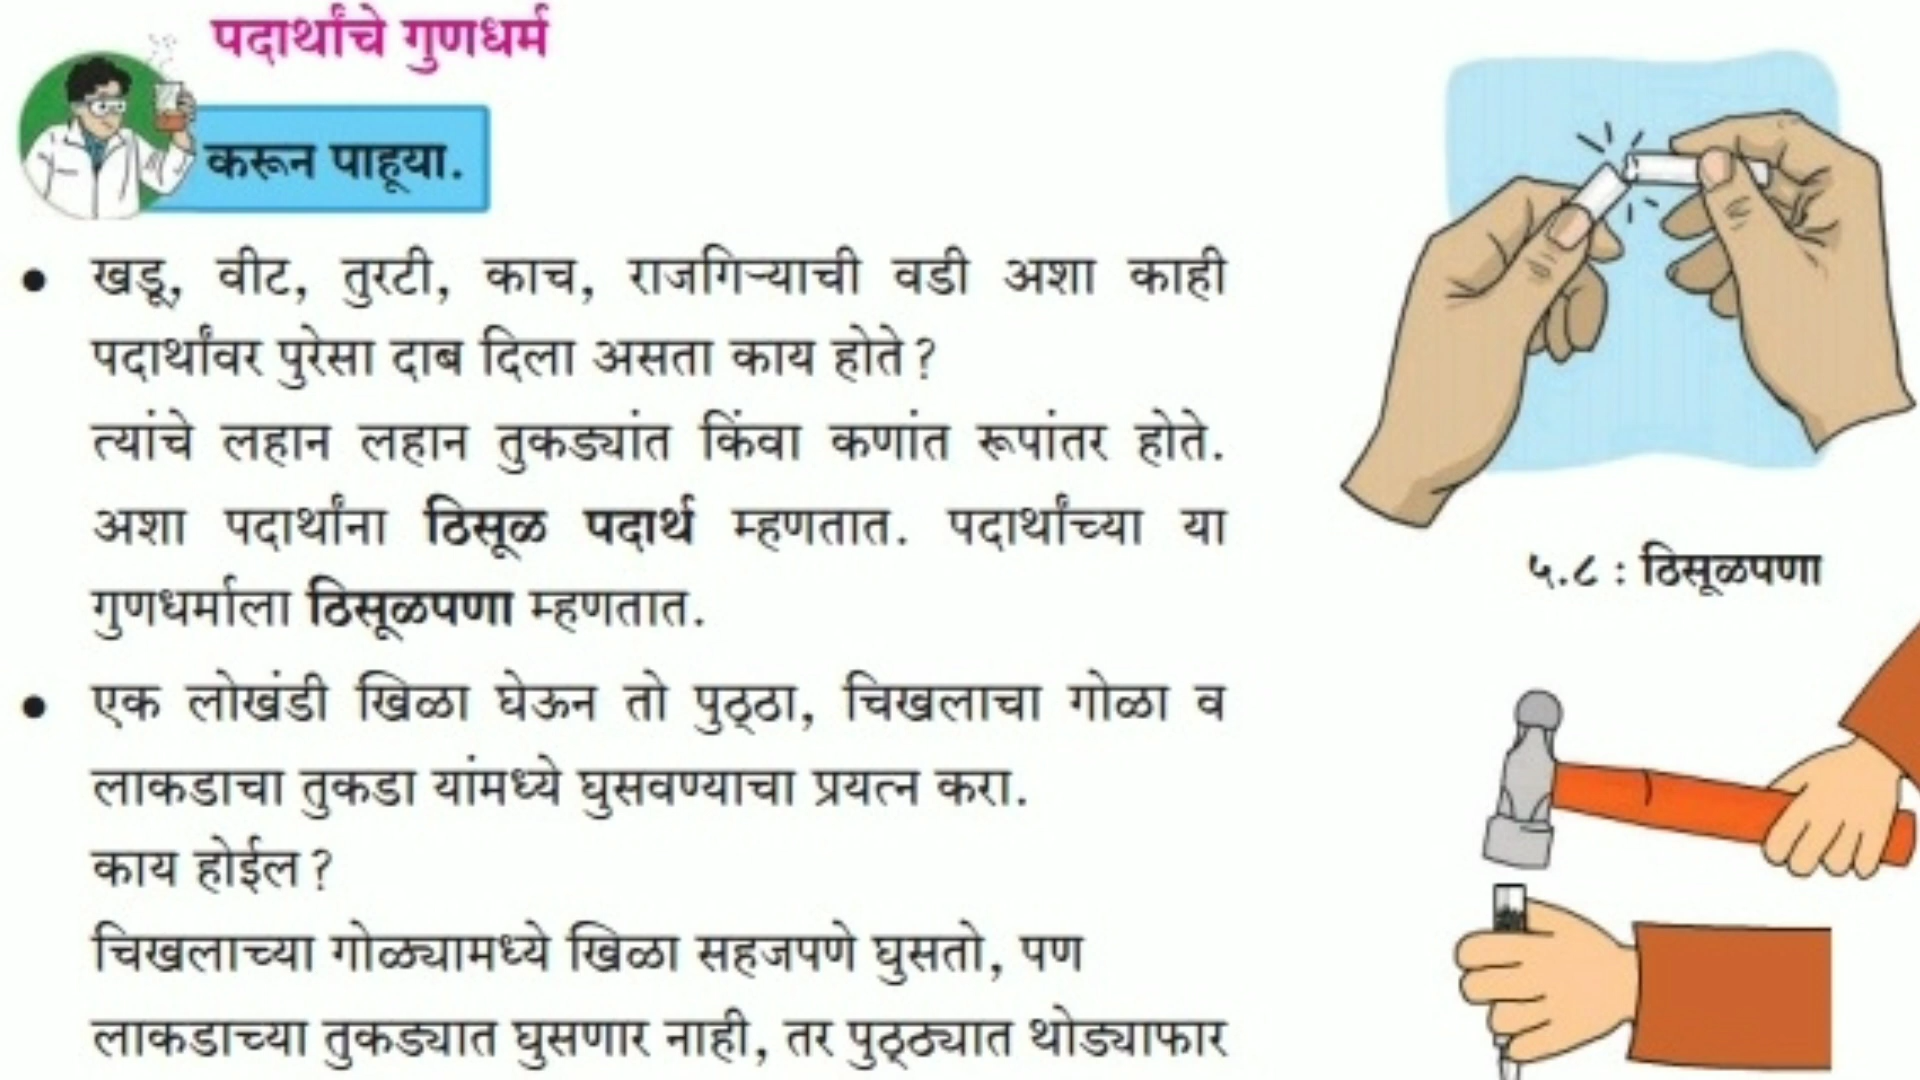 पदार्थांचे गुणधर्म
करून पाहूया.
• खडू, वीट, तुरटी, काच, राजगिऱ्याची वडी अशा काही
पदार्थांवर पुरेसा दाब दिला असता काय होते?
त्यांचे लहान लहान तुकड्यांत किंवा कणांत रूपांतर होते.
अशा पदार्थांना ठिसूळ पदार्थ म्हणतात. पदार्थांच्या या
गुणधर्माला ठिसूळपणा म्हणतात.
५.८ : ठिसूळपणा
• एक लोखंडी खिळा घेऊन तो पुठ्ठा, चिखलाचा गोळा व
लाकडाचा तुकडा यांमध्ये घुसवण्याचा प्रयत्न करा.
काय होईल?
चिखलाच्या गोळ्यामध्ये खिळा सहजपणे घुसतो, पण
लाकडाच्या तुकड्यात घुसणार नाही, तर पुठ्ठ्यात थोड्याफार